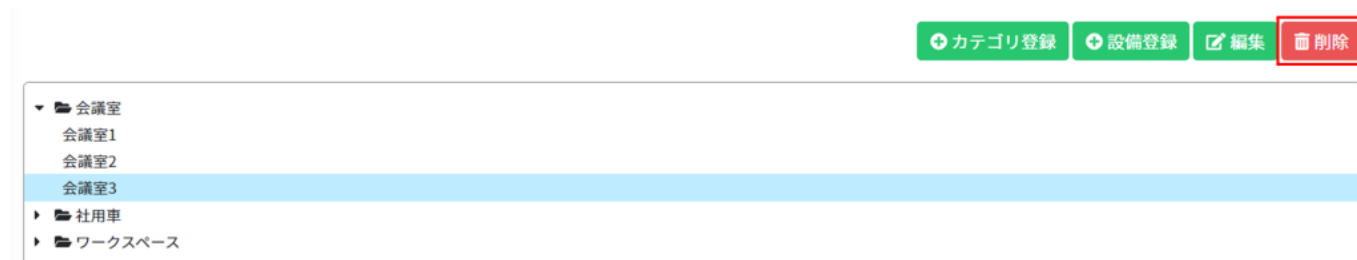 カテゴリ登録 設備登録 編集 削除
会議室
会議室1
会議室2
会議室3
社用車
ワークスペース